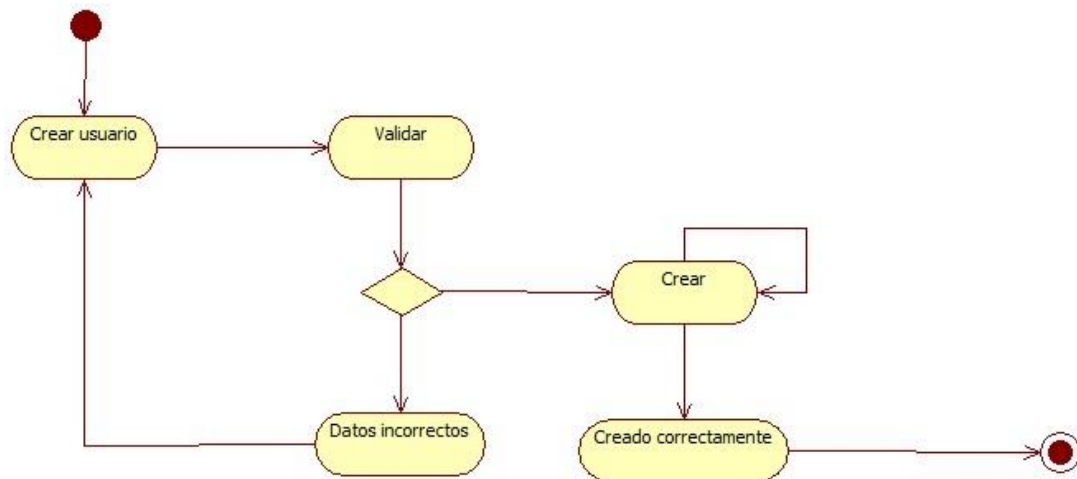 Crear usuario
Validar
Crear
Datos incorrectos
Creado correctamente